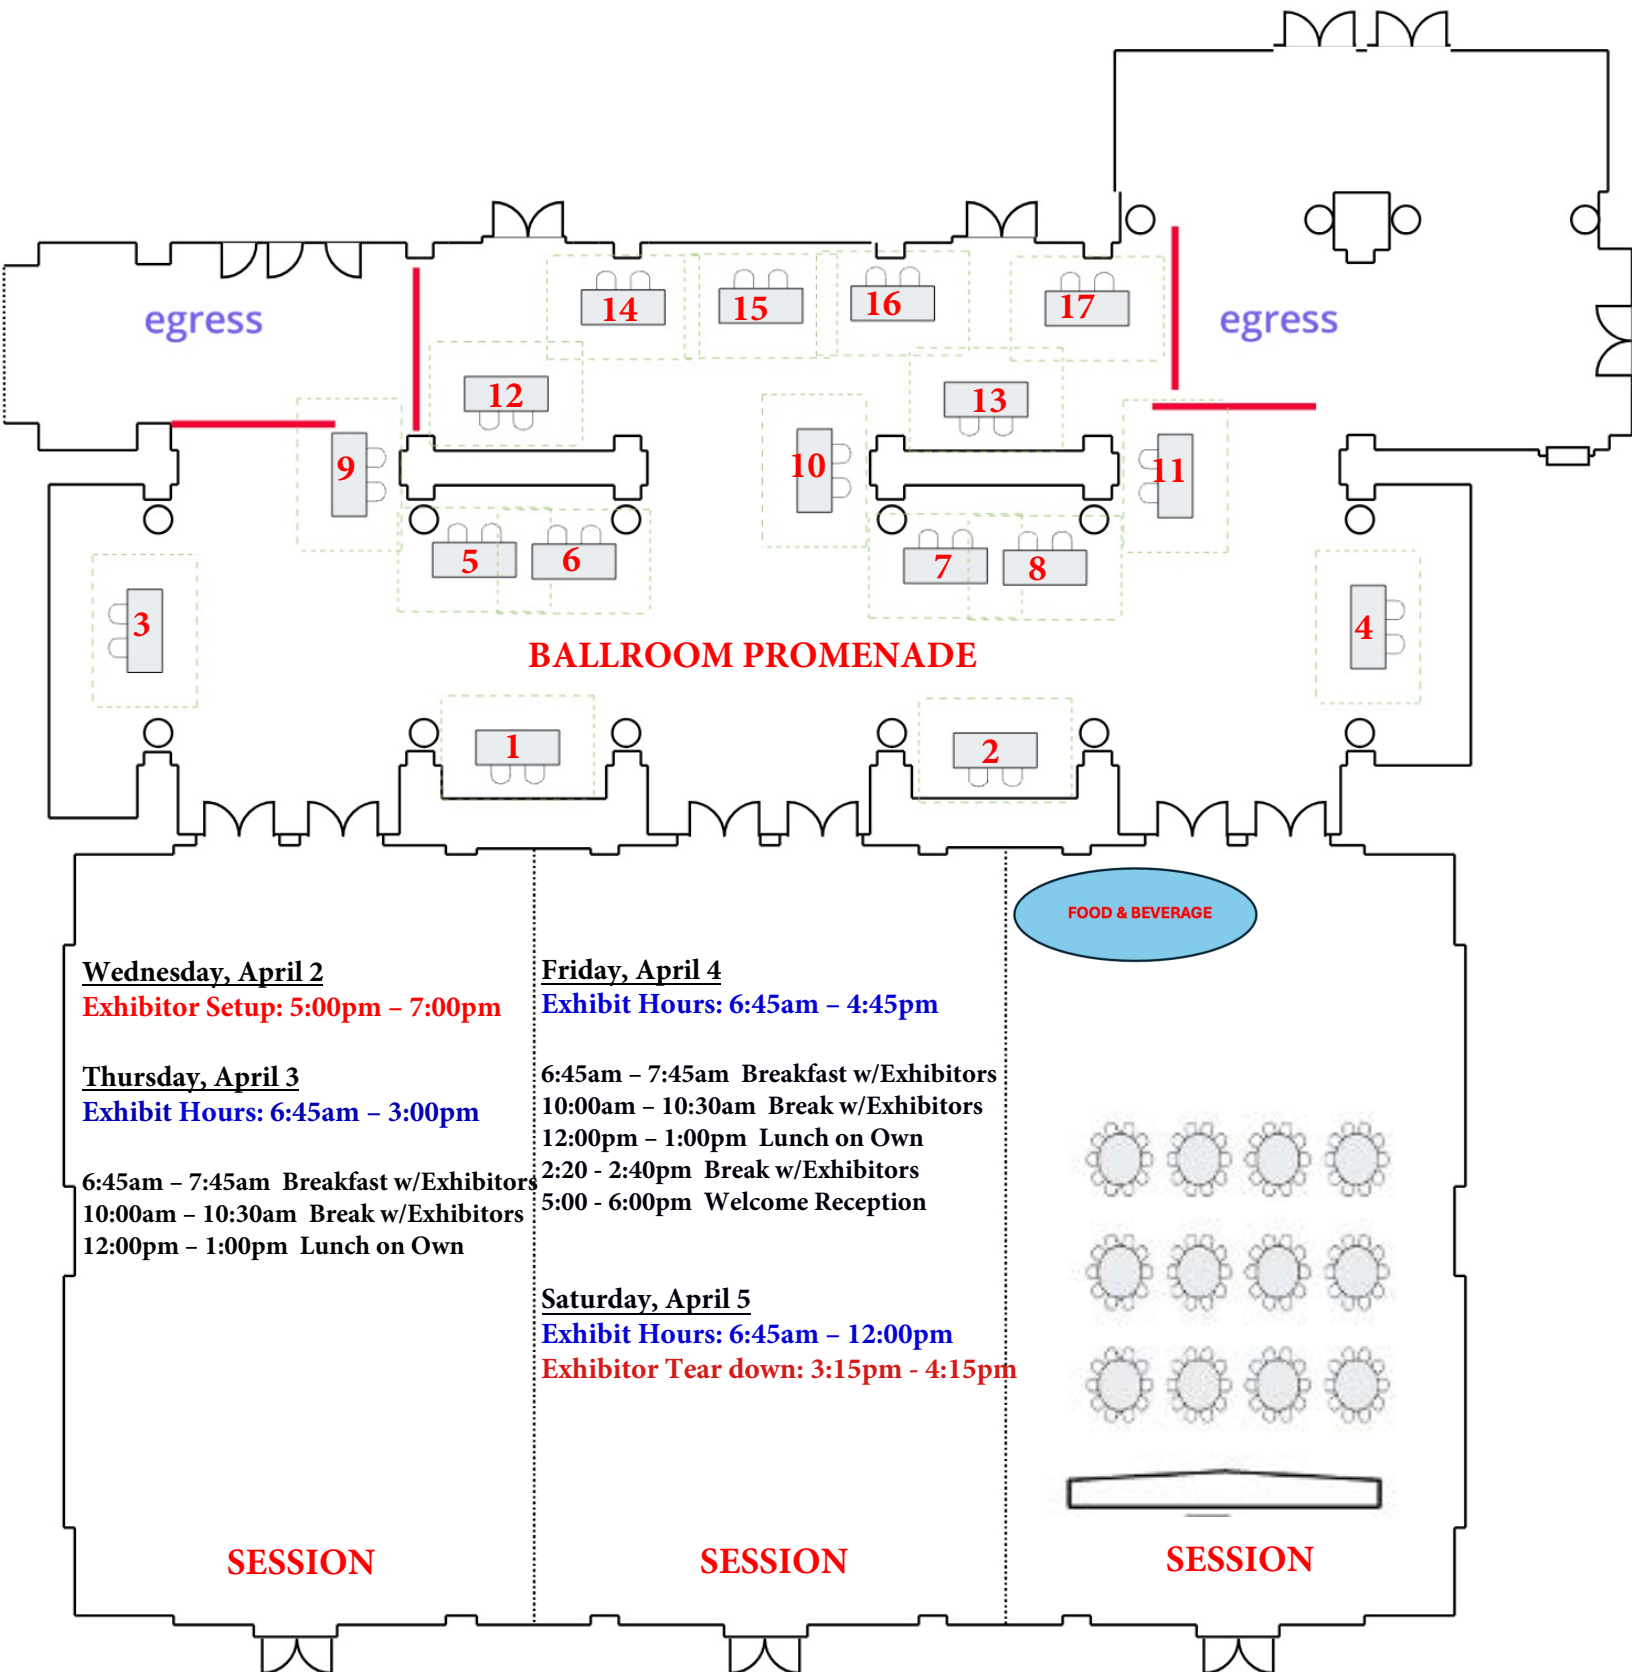 egress
egress
14
15
16
17
12
13
9
10
11
5
6
7
8
3
4
BALLROOM PROMENADE
1
2
FOOD & BEVERAGE
Wednesday, April 2
Exhibitor Setup: 5:00pm – 7:00pm
Thursday, April 3
Exhibit Hours: 6:45am – 3:00pm
6:45am – 7:45am Breakfast w/Exhibitors
10:00am – 10:30am Break w/Exhibitors
12:00pm – 1:00pm Lunch on Own
Friday, April 4
Exhibit Hours: 6:45am – 4:45pm
6:45am – 7:45am Breakfast w/Exhibitors
10:00am – 10:30am Break w/Exhibitors
12:00pm – 1:00pm Lunch on Own
2:20 - 2:40pm Break w/Exhibitors
5:00 - 6:00pm Welcome Reception
Saturday, April 5
Exhibit Hours: 6:45am – 12:00pm
Exhibitor Tear down: 3:15pm - 4:15pm
SESSION
SESSION
SESSION